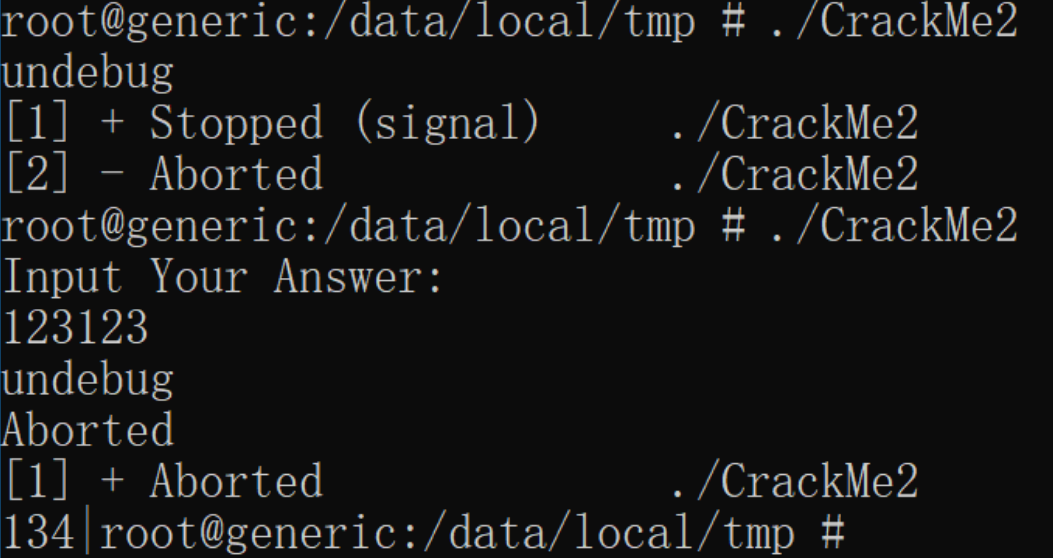 root@generic:/data/local/tmp # ./CrackMe2
undebug
[1] + Stopped (signal)        ./CrackMe2
[2] - Aborted                 ./CrackMe2
root@generic:/data/local/tmp # ./CrackMe2
Input Your Answer:
123123
undebug
Aborted
[1] + Aborted                 ./CrackMe2
134|root@generic:/data/local/tmp #